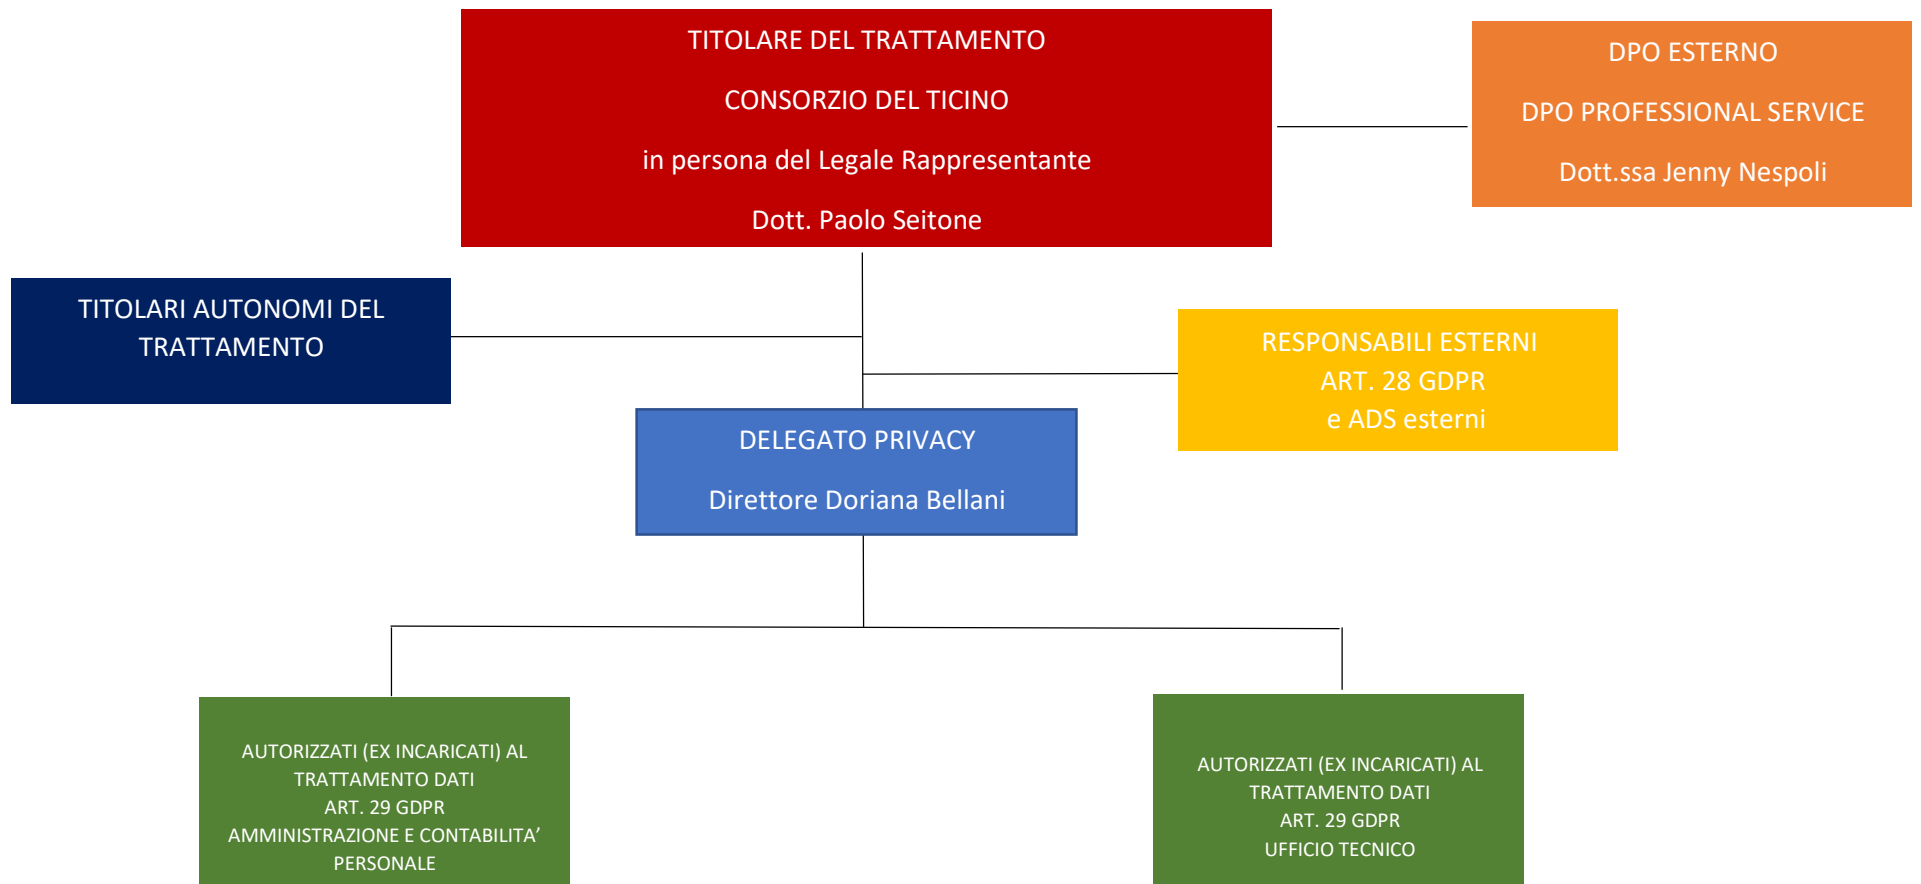 TITOLARE DEL TRATTAMENTO
CONSORZIO DEL TICINO
in persona del Legale Rappresentante
Dott. Paolo Seitone
DPO ESTERNO
DPO PROFESSIONAL SERVICE
Dott.ssa Jenny Nespoli
TITOLARI AUTONOMI DEL
TRATTAMENTO
RESPONSABILI ESTERNI
ART. 28 GDPR
e ADS esterni
DELEGATO PRIVACY
Direttore Doriana Bellani
AUTORIZZATI (EX INCARICATI) AL
TRATTAMENTO DATI
ART. 29 GDPR
AMMINISTRAZIONE E CONTABILITA’
PERSONALE
AUTORIZZATI (EX INCARICATI) AL
TRATTAMENTO DATI
ART. 29 GDPR
UFFICIO TECNICO